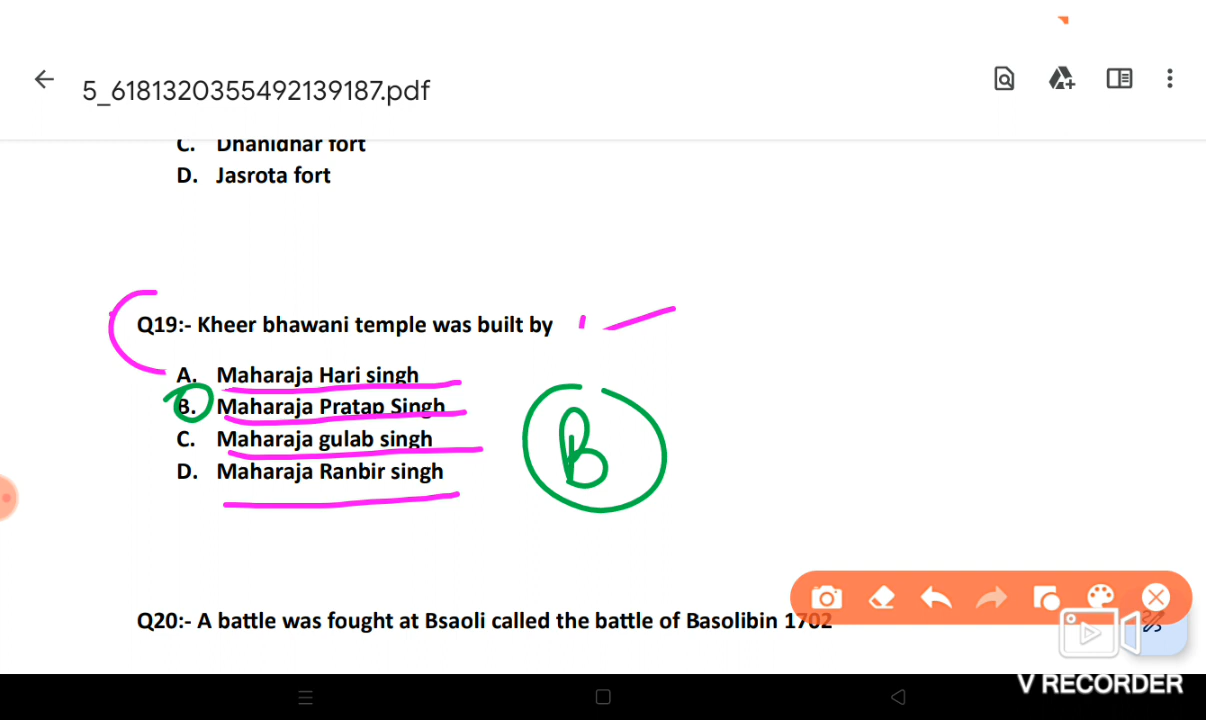 5_6181320355492139187.pdf
C. Dhanidhar fort
D. Jasrota fort
Q19:- Kheer bhawani temple was built by
A. Maharaja Hari singh
B. Maharaja Pratap Singh
C. Maharaja gulab singh
D. Maharaja Ranbir singh
B
Q20:- A battle was fought at Bsaoli called the battle of Basolibin 1702
V RECORDER